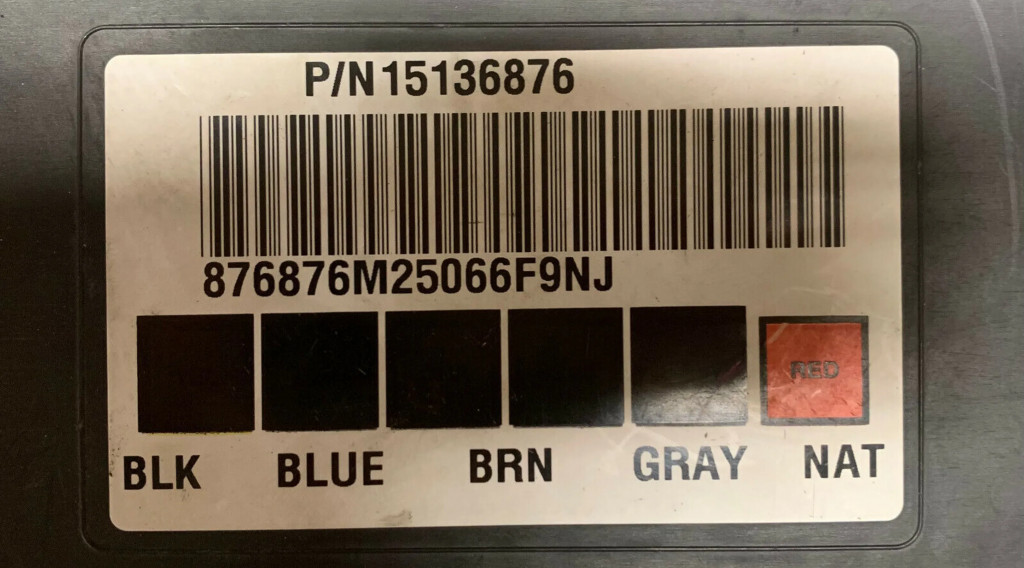 P/N15136876
876876M25066F9NJ
RED
BLK BLUE BRN GRAY NAT